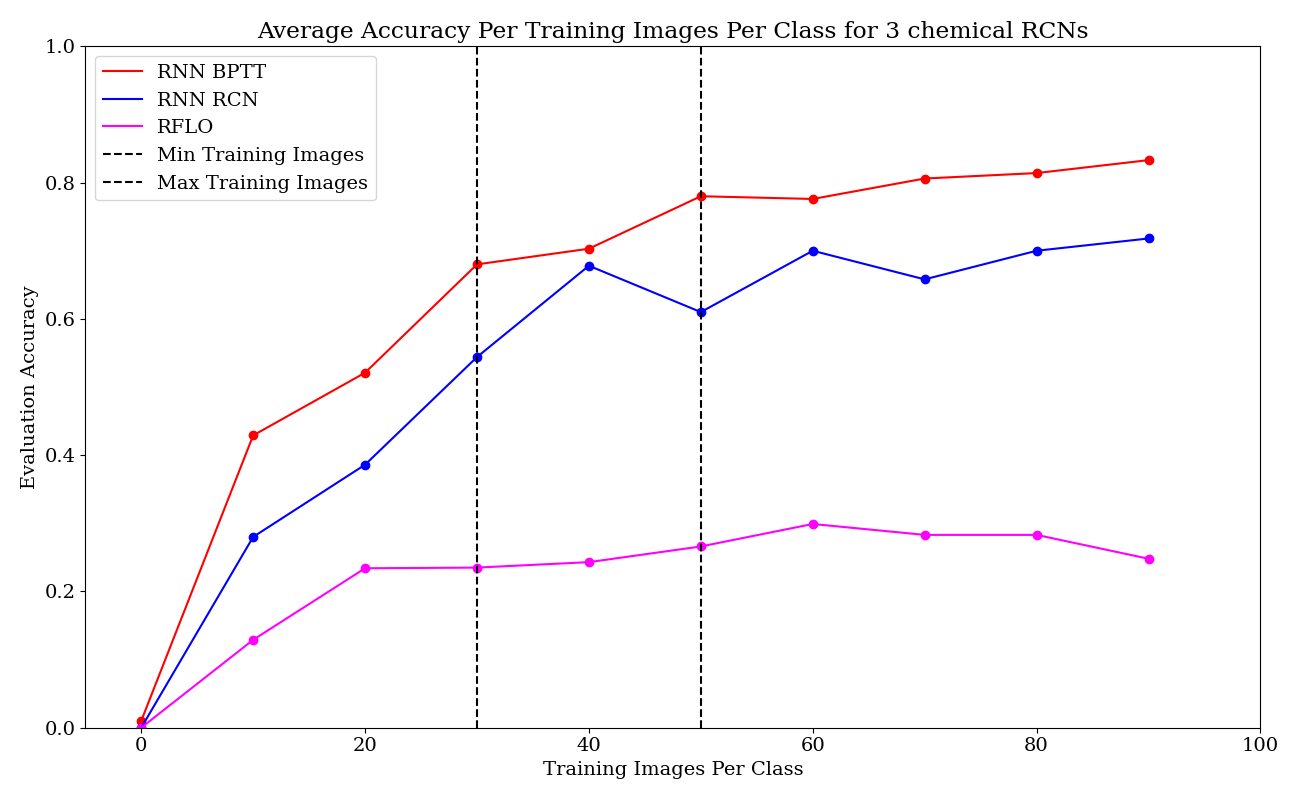 Average Accuracy Per Training Images Per Class for 3 chemical RCNs
1.0
0.8
0.6
0.4
0.2
0.0
Evaluation Accuracy
RNN BPTT
RNN RCN
RFLO
Min Training Images
Max Training Images
0 20 40 60 80 100
Training Images Per Class